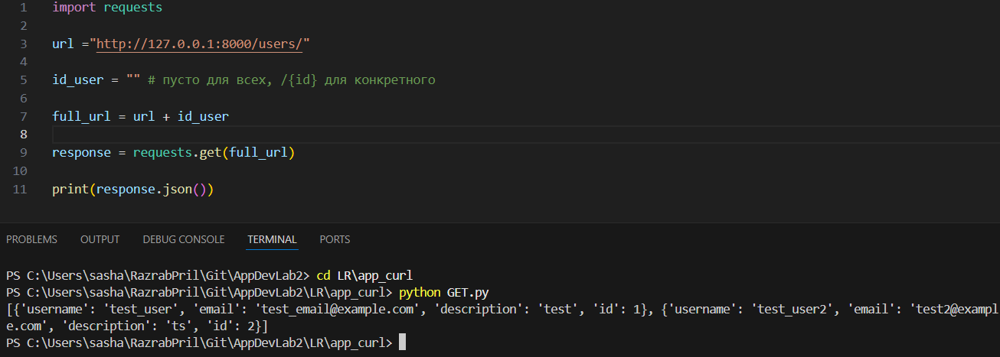 1 import requests
2
3 url ="http://127.0.0.1:8000/users/"
4
5 id_user = "" # пусто для всех, /{id} для конкретного
6
7 full_url = url + id_user
8
9 response = requests.get(full_url)
10
11 print(response.json())
PROBLEMS OUTPUT DEBUG CONSOLE TERMINAL PORTS
PS C:\Users\sasha\RazrabPril\Git\AppDevLab2> cd LR\app_curl
PS C:\Users\sasha\RazrabPril\Git\AppDevLab2\LR\app_curl> python GET.py
[{'username': 'test_user', 'email': 'test_email@example.com', 'description': 'test', 'id': 1}, {'username': 'test_user2', 'email': 'test2@exampl
e.com', 'description': 'ts', 'id': 2}]
PS C:\Users\sasha\RazrabPril\Git\AppDevLab2\LR\app_curl>